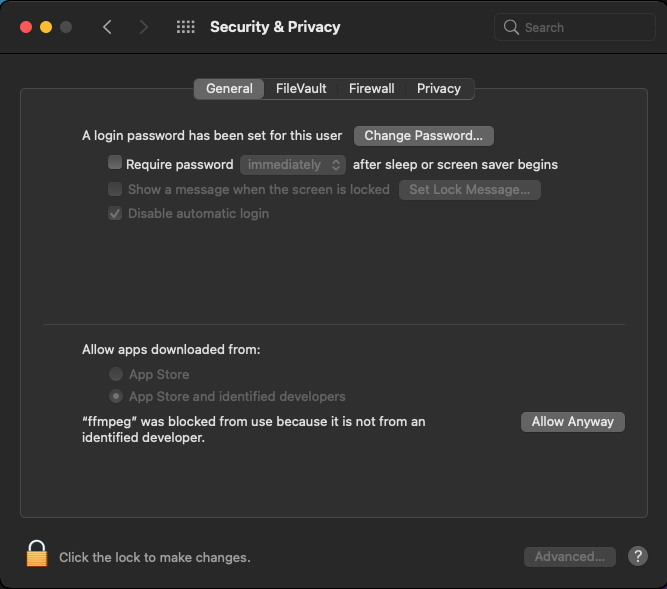 Security & Privacy
Search
General FileVault Firewall Privacy
A login password has been set for this user Change Password...
Require password immediately after sleep or screen saver begins
Show a message when the screen is locked Set Lock Message...
Disable automatic login
Allow apps downloaded from:
App Store
App Store and identified developers
“ffmpeg” was blocked from use because it is not from an
identified developer.
Allow Anyway
Click the lock to make changes.
Advanced...
?